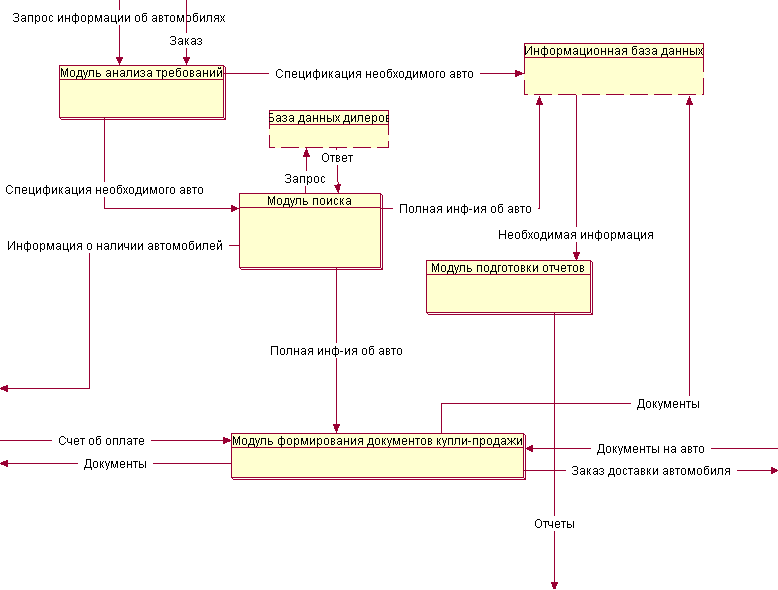 Запрос информации об автомобилях
Заказ
Информационная база данных
Модуль анализа требований
Спецификация необходимого авто
База данных дилеров
Ответ
Запрос
Спецификация необходимого авто
Модуль поиска
Полная инф-ия об авто
Необходимая информация
Информация о наличии автомобилей
Модуль подготовки отчетов
Полная инф-ия об авто
Документы
Счет об оплате
Модуль формирования документов купли-продажи
Документы на авто
Документы
Заказ доставки автомобиля
Отчеты